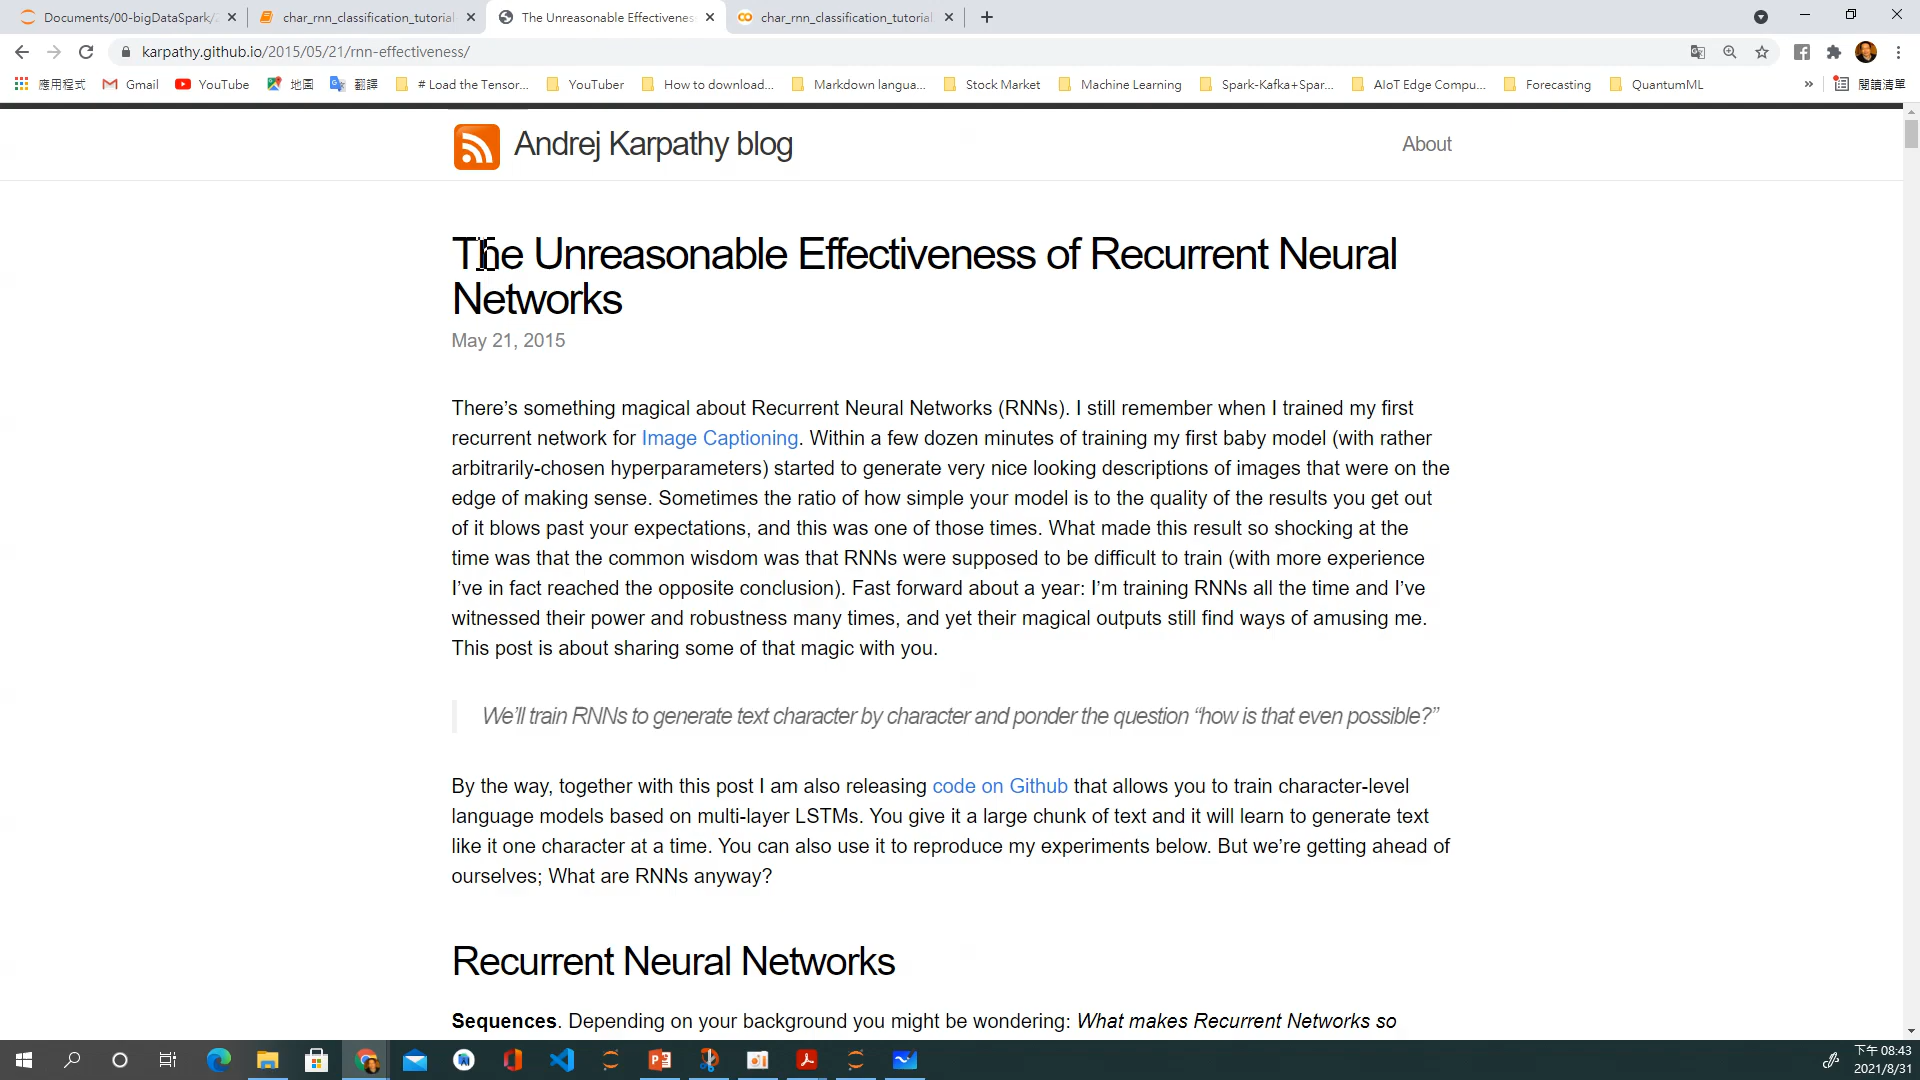 Documents/00-bigDataSpark/
char_rnn_classification_tutorial
The Unreasonable Effectivenes
char_rnn_classification_tutorial
karpathy.github.io/2015/05/21/rnn-effectiveness/
應用程式
Gmail
YouTube
地圖
翻譯
# Load the Tensor...
YouTuber
How to download...
Markdown langua...
Stock Market
Machine Learning
Spark-Kafka+Spar...
AIoT Edge Compu...
Forecasting
QuantumML
»
閱讀清單
Andrej Karpathy blog
About
The Unreasonable Effectiveness of Recurrent Neural
Networks
May 21, 2015
There’s something magical about Recurrent Neural Networks (RNNs). I still remember when I trained my first
recurrent network for Image Captioning. Within a few dozen minutes of training my first baby model (with rather
arbitrarily-chosen hyperparameters) started to generate very nice looking descriptions of images that were on the
edge of making sense. Sometimes the ratio of how simple your model is to the quality of the results you get out
of it blows past your expectations, and this was one of those times. What made this result so shocking at the
time was that the common wisdom was that RNNs were supposed to be difficult to train (with more experience
I’ve in fact reached the opposite conclusion). Fast forward about a year: I’m training RNNs all the time and I’ve
witnessed their power and robustness many times, and yet their magical outputs still find ways of amusing me.
This post is about sharing some of that magic with you.
We’ll train RNNs to generate text character by character and ponder the question “how is that even possible?”
By the way, together with this post I am also releasing code on Github that allows you to train character-level
language models based on multi-layer LSTMs. You give it a large chunk of text and it will learn to generate text
like it one character at a time. You can also use it to reproduce my experiments below. But we’re getting ahead of
ourselves; What are RNNs anyway?
Recurrent Neural Networks
Sequences. Depending on your background you might be wondering: What makes Recurrent Networks so
下午 08:43
2021/8/31